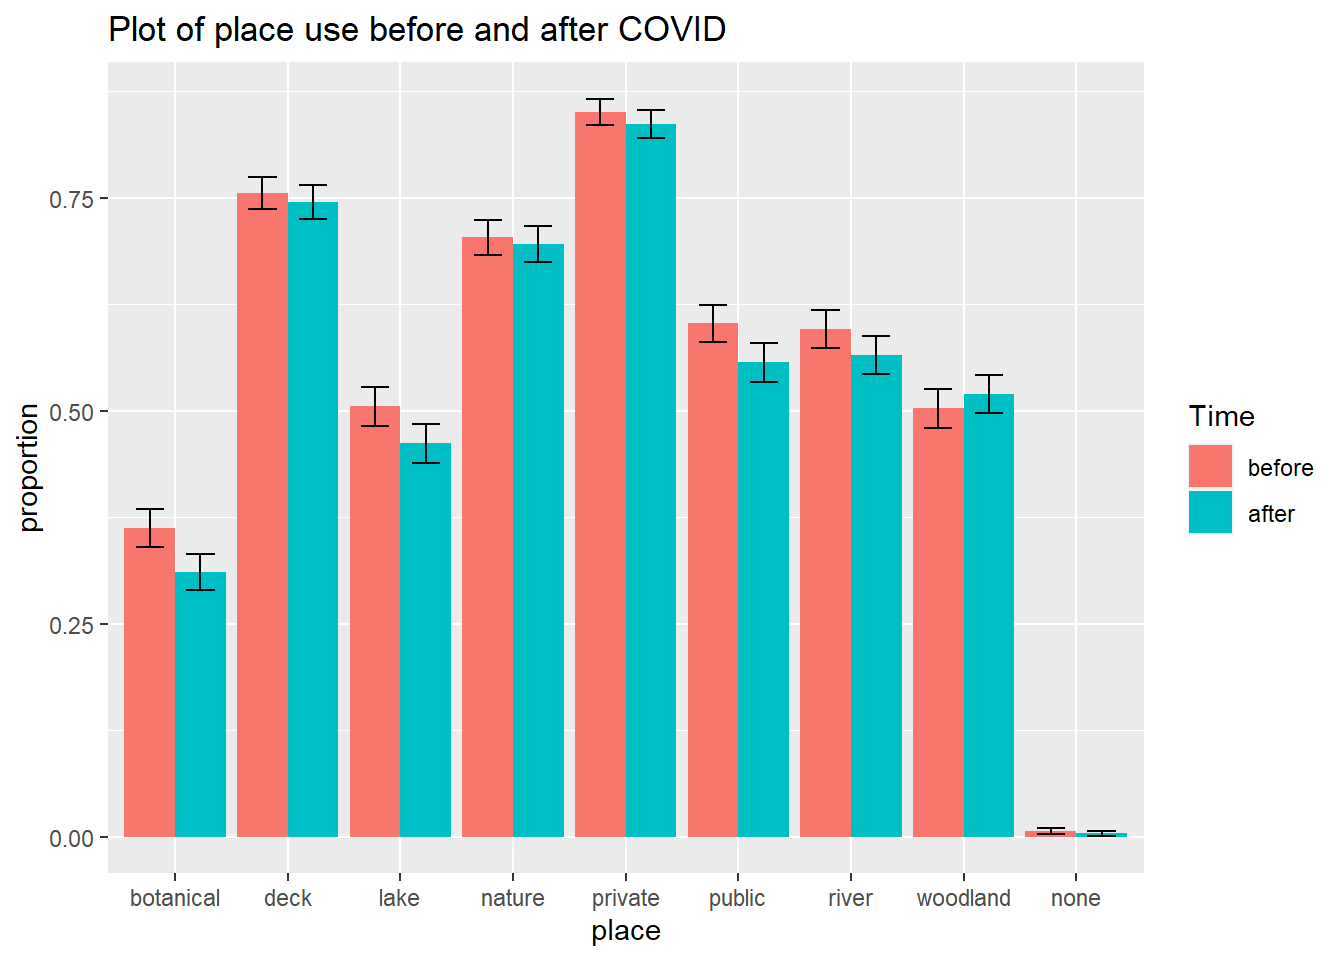 Plot of place use before and after COVID
proportion
0.75
0.50
0.25
0.00
botanical deck lake nature private public river woodland none
place
Time
before
after